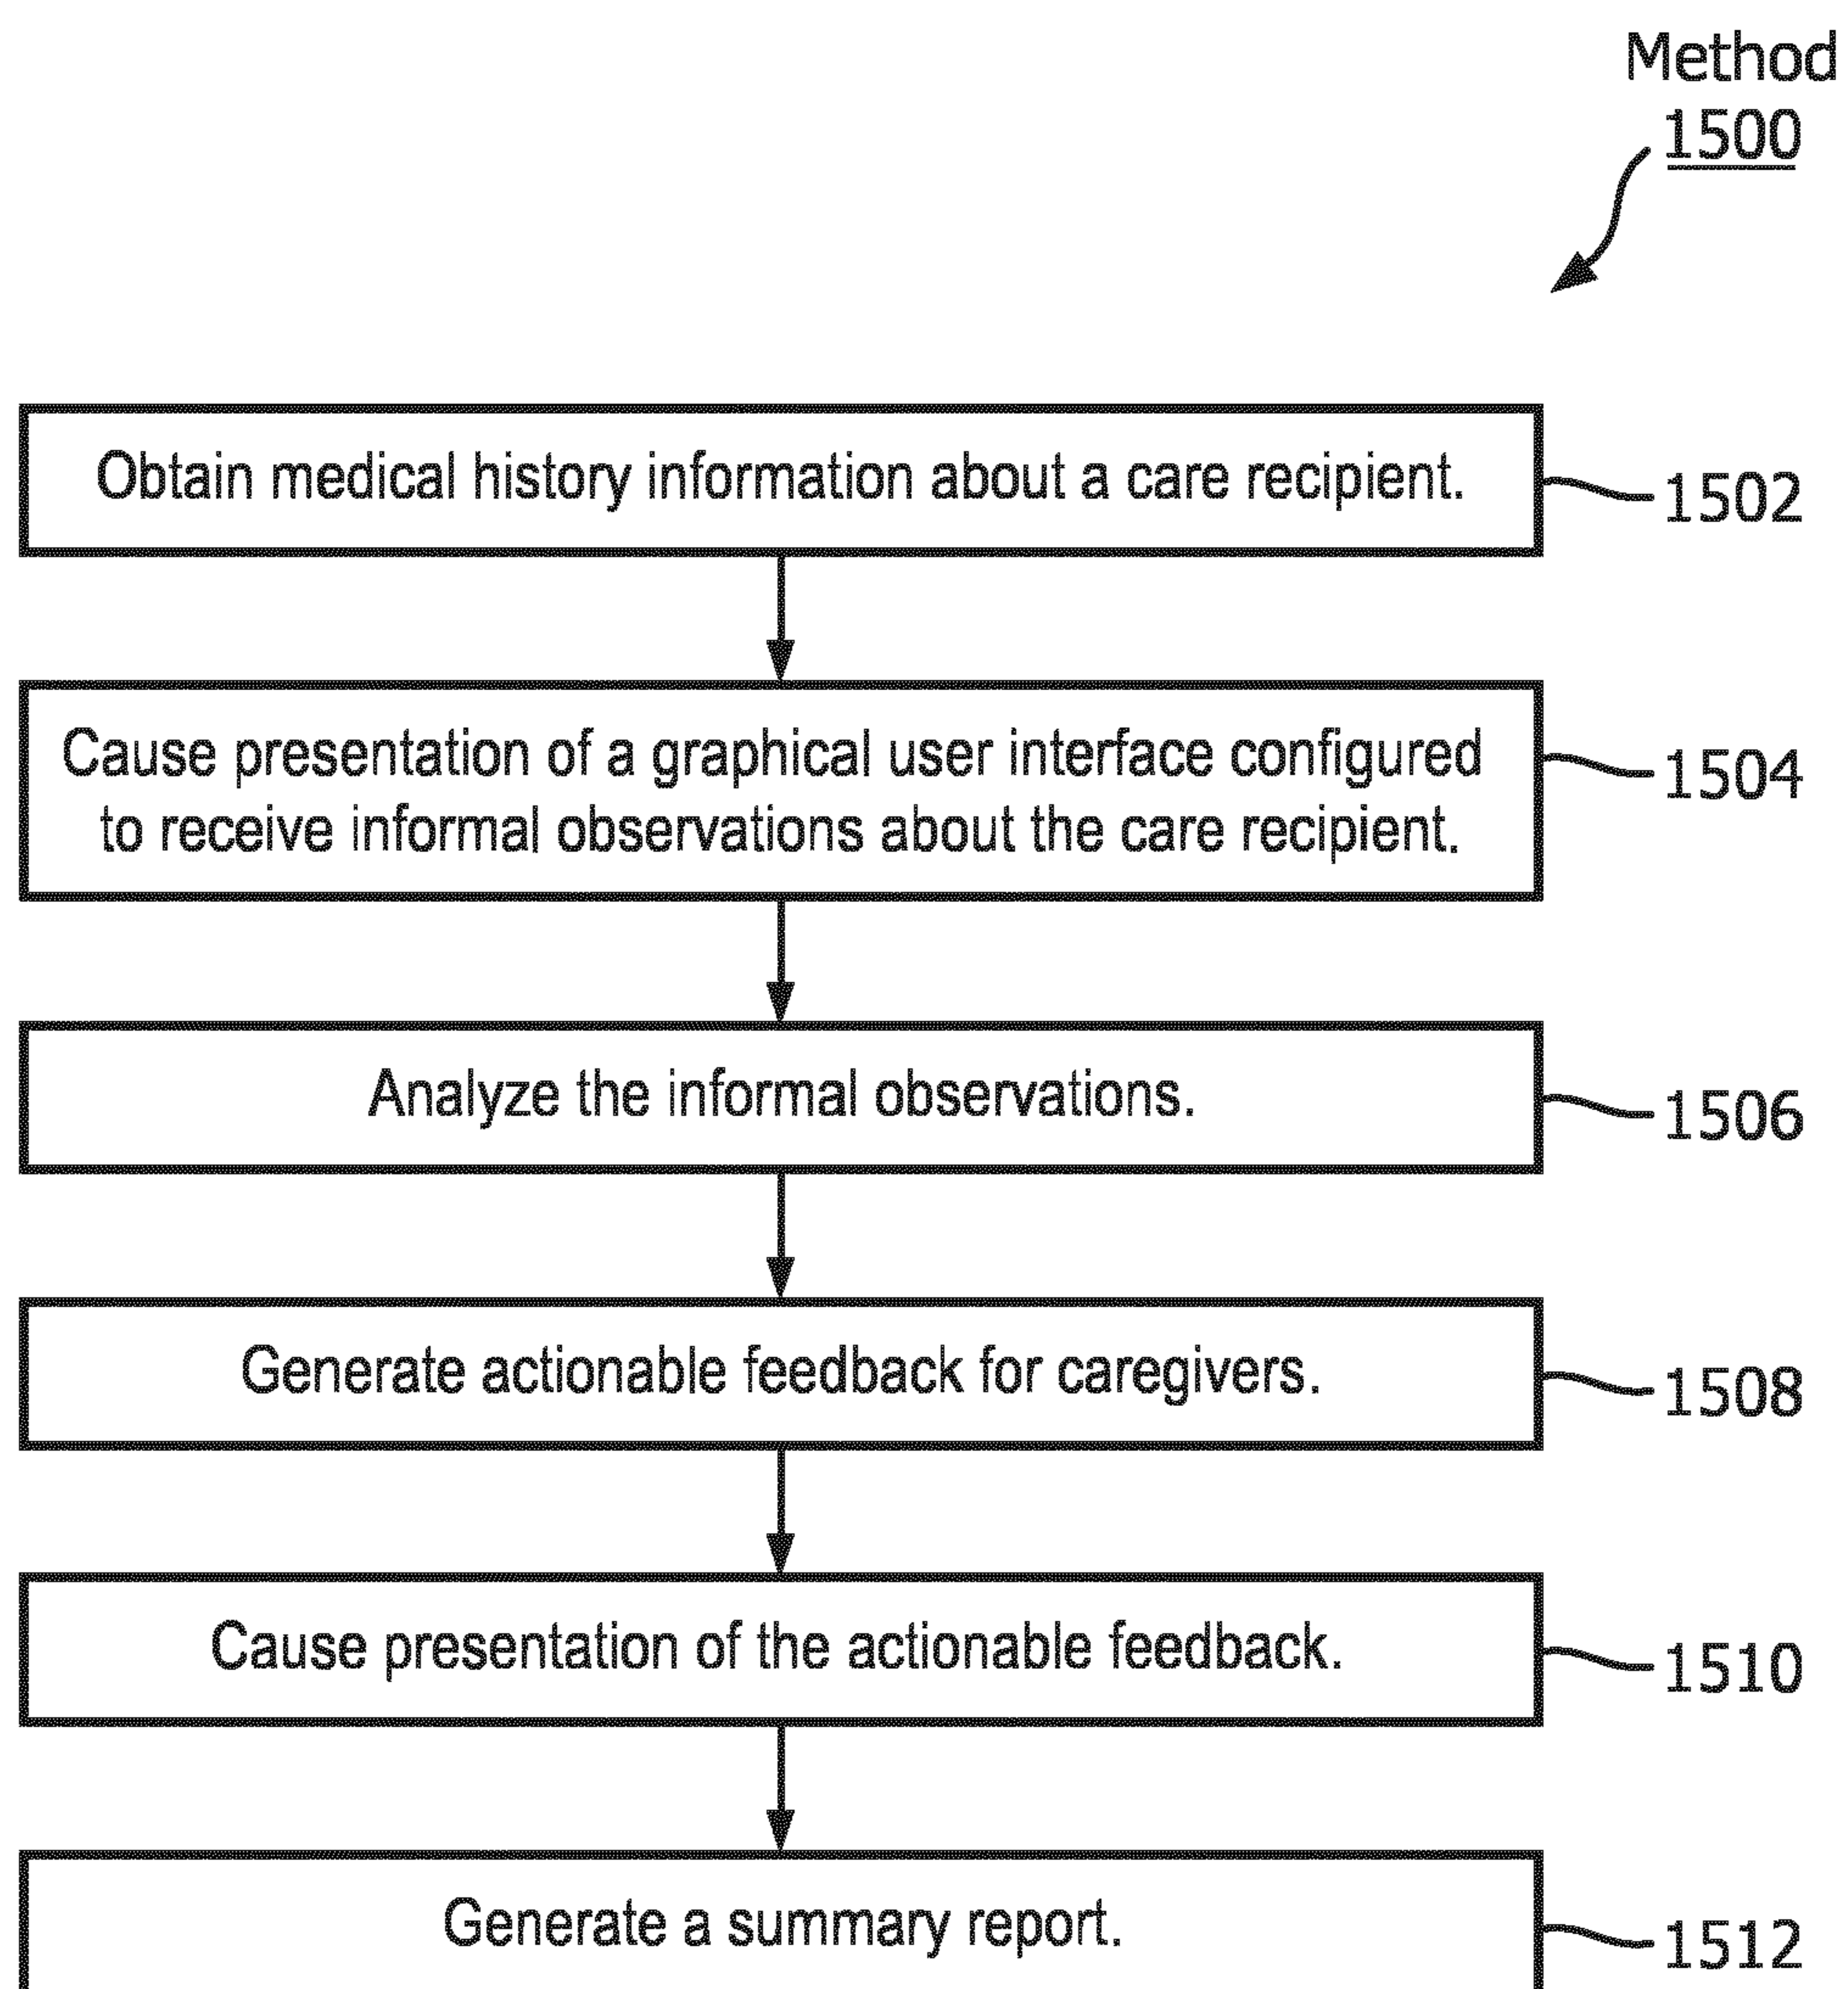 Method
1500
Obtain medical history information about a care recipient.
1502
Cause presentation of a graphical user interface configured
to receive informal observations about the care recipient.
1504
Analyze the informal observations.
1506
Generate actionable feedback for caregivers.
1508
Cause presentation of the actionable feedback.
1510
Generate a summary report.
1512